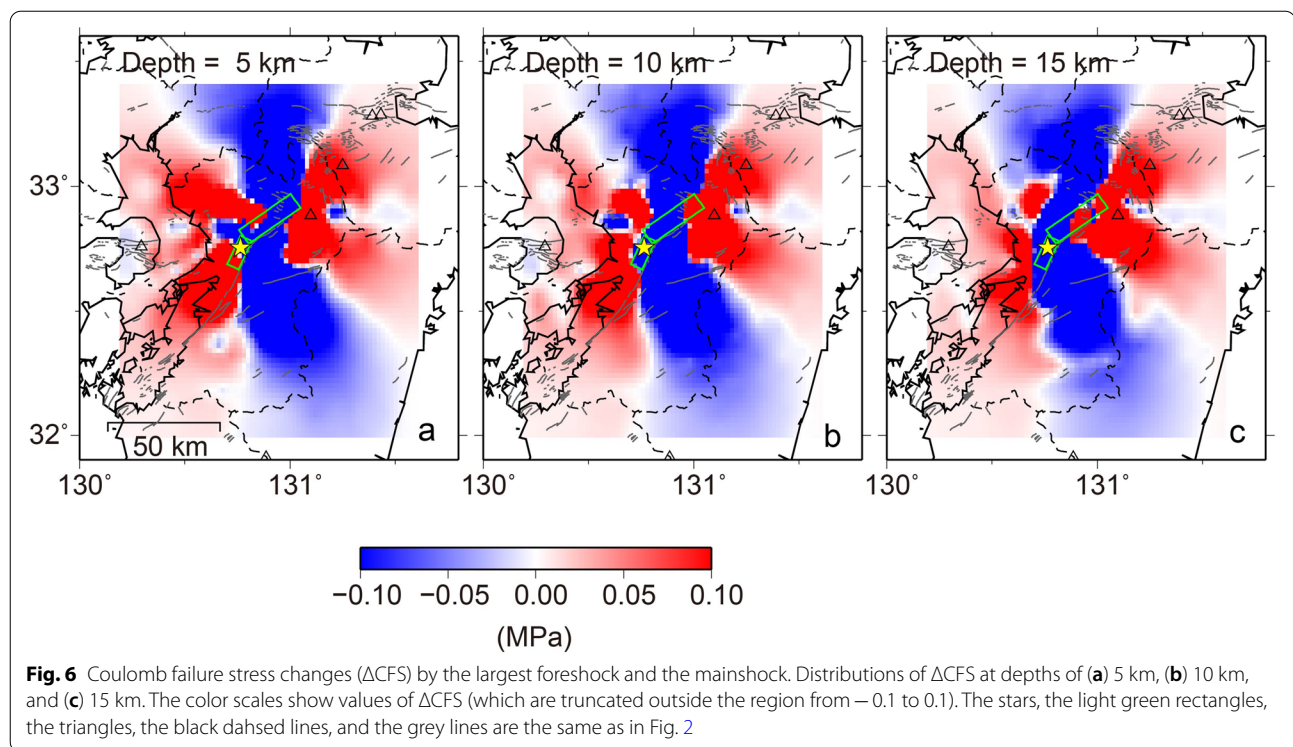 Depth = 5 km
Depth = 10 km
Depth = 15 km
33°
32°
50 km
a
b
c
130°
131°
130°
131°
130°
131°
−0.10 −0.05 0.00 0.05 0.10
(MPa)
Fig. 6 Coulomb failure stress changes (ΔCFS) by the largest foreshock and the mainshock. Distributions of ΔCFS at depths of (a) 5 km, (b) 10 km,
and (c) 15 km. The color scales show values of ΔCFS (which are truncated outside the region from − 0.1 to 0.1). The stars, the light green rectangles,
the triangles, the black dahsed lines, and the grey lines are the same as in Fig. 2